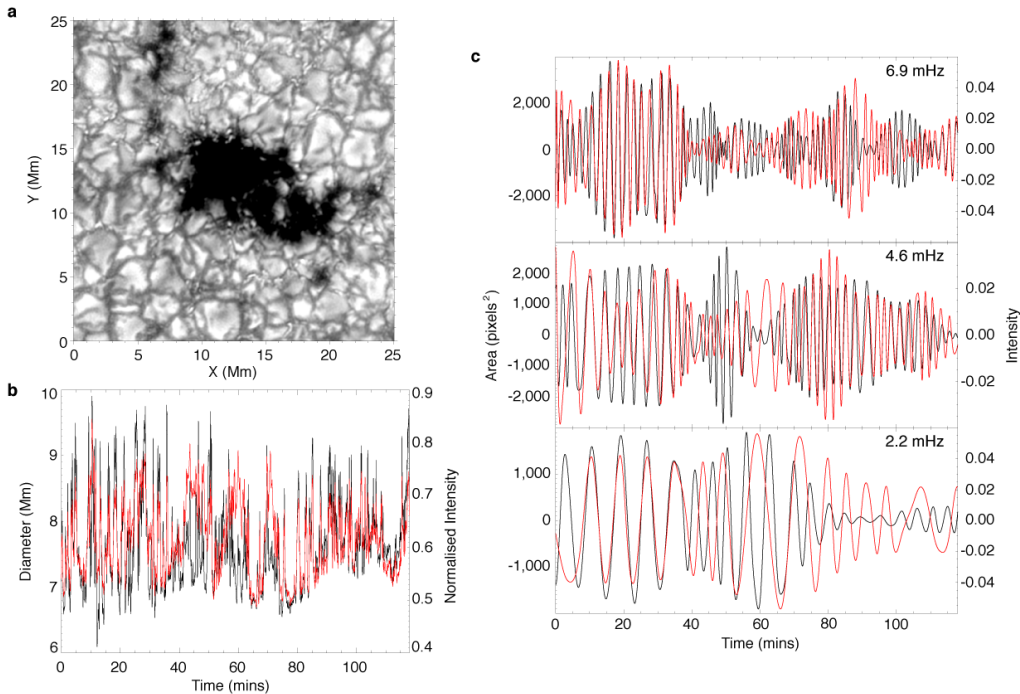 a
25
20
15
10
5
0
Y (Mm)
0 5 10 15 20 25
X (Mm)
b
10
9
8
7
6
Diameter (Mm)
0.9
0.8
0.7
0.6
0.5
0.4
Normalised Intensity
0 20 40 60 80 100
Time (mins)
c
6.9 mHz
2,000
0
-2,000
0.04
0.02
0.00
-0.02
-0.04
4.6 mHz
2,000
1,000
0
-1,000
-2,000
Area (pixels²)
0.02
0.00
-0.02
Intensity
2.2 mHz
1,000
0
-1,000
0.04
0.02
0.00
-0.02
-0.04
0 20 40 60 80 100
Time (mins)